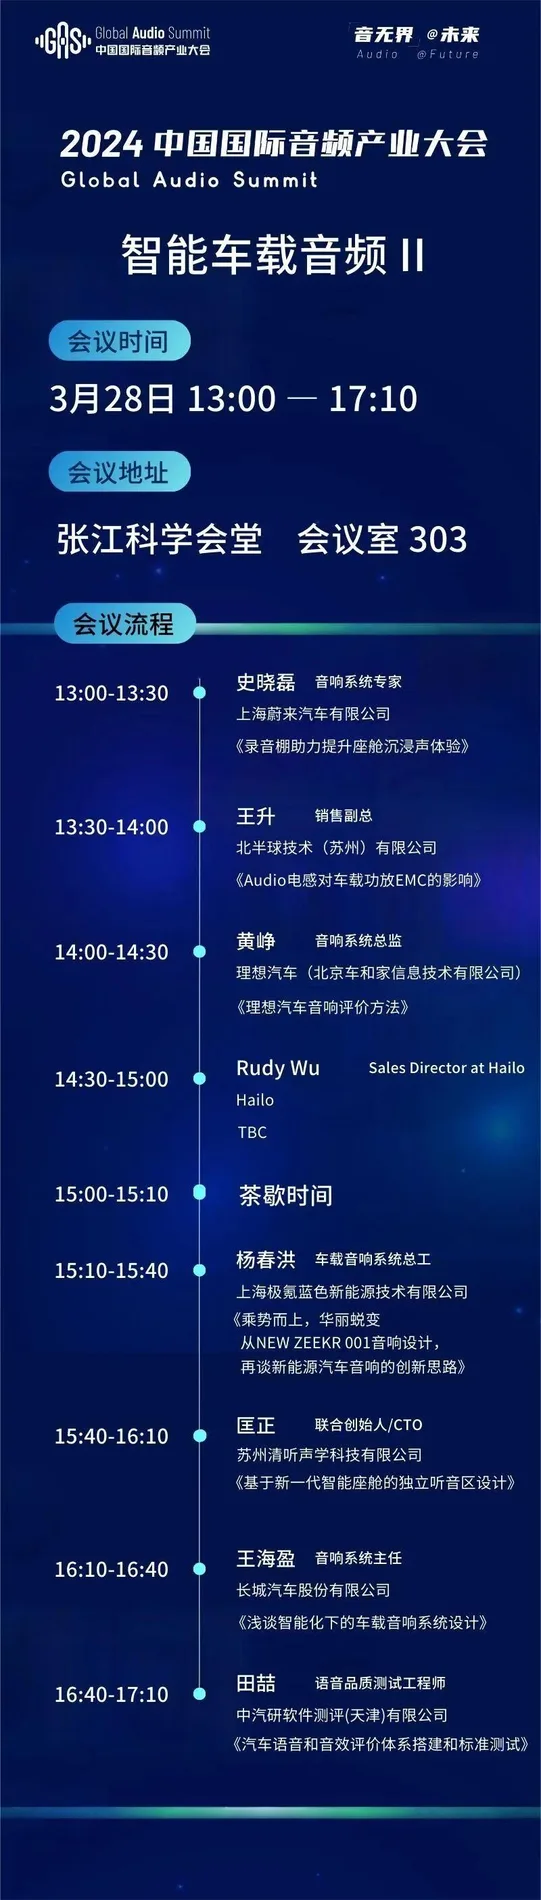 GAS Global Audio Summit
中国国际音频产业大会
音无界 @未来
Audio @Future
2024 中国国际音频产业大会
Global Audio Summit
智能车载音频 II
会议时间
3月28日 13:00 — 17:10
会议地址
张江科学会堂 会议室 303
会议流程
13:00-13:30
史晓磊 音响系统专家
上海蔚来汽车有限公司
《录音棚助力提升座舱沉浸声体验》
13:30-14:00
王升 销售副总
北半球技术（苏州）有限公司
《Audio电感对车载功放EMC的影响》
14:00-14:30
黄峥 音响系统总监
理想汽车（北京车和家信息技术有限公司）
《理想汽车音响评价方法》
14:30-15:00
Rudy Wu Sales Director at Hailo
Hailo
TBC
15:00-15:10
茶歇时间
15:10-15:40
杨春洪 车载音响系统总工
上海极氪蓝色新能源技术有限公司
《乘势而上，华丽蜕变
从NEW ZEEKR 001音响设计，
再谈新能源汽车音响的创新思路》
15:40-16:10
匡正 联合创始人/CTO
苏州清听声学科技有限公司
《基于新一代智能座舱的独立听音区设计》
16:10-16:40
王海盈 音响系统主任
长城汽车股份有限公司
《浅谈智能化下的车载音响系统设计》
16:40-17:10
田喆 语音品质测试工程师
中汽研软件测评(天津)有限公司
《汽车语音和音效评价体系搭建和标准测试》